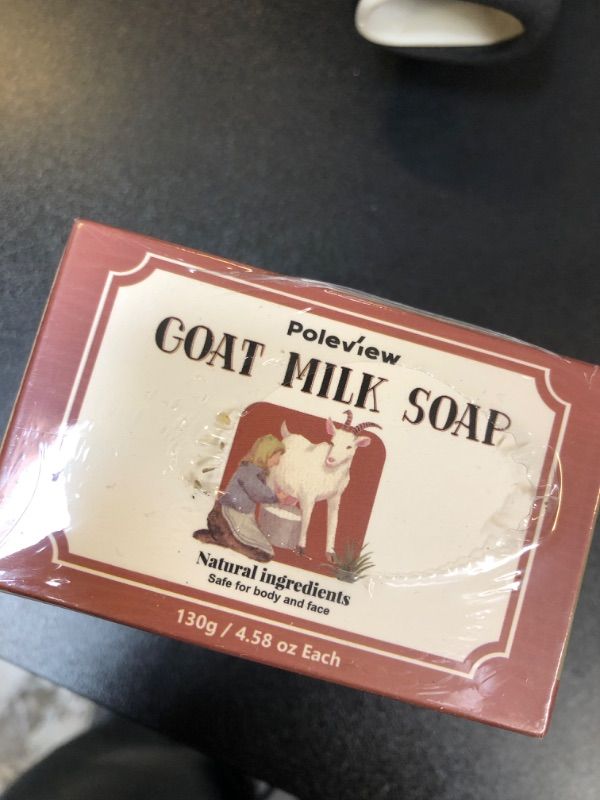 Poleview
GOAT MILK SOAP
Natural ingredients
Safe for body and face
130g / 4.58 oz Each